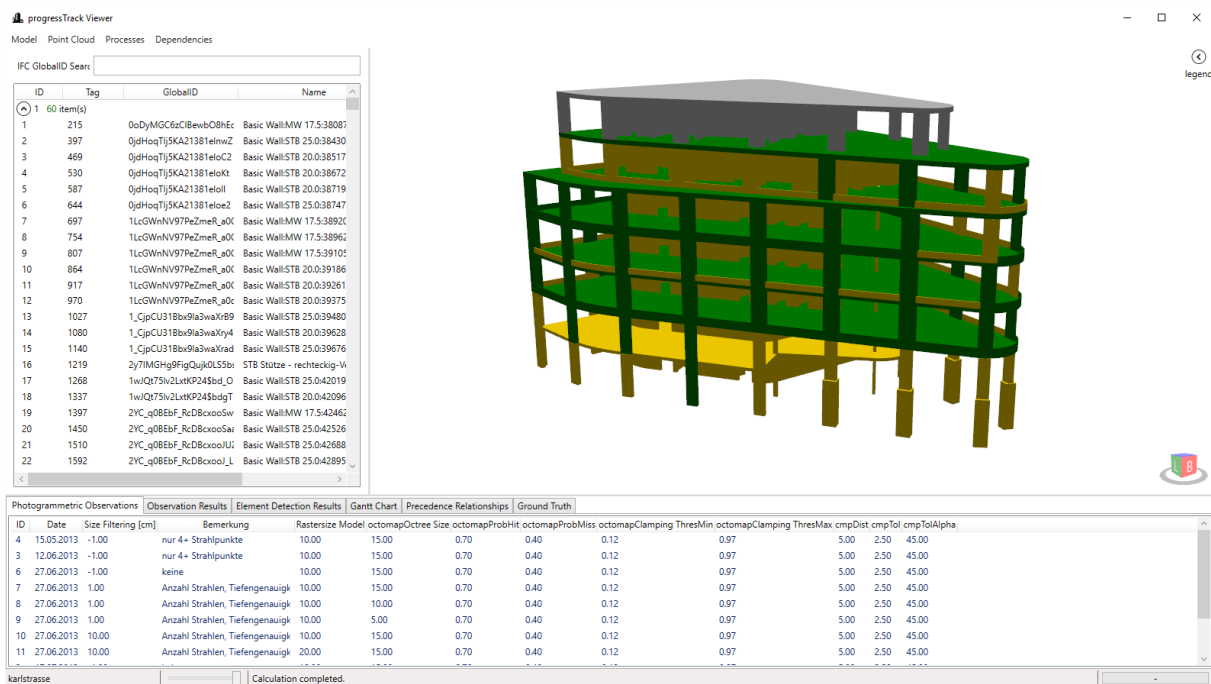 progressTrack Viewer
Model Point Cloud Processes Dependencies
IFC GloballD Searc
legend
ID Tag GlobalID Name
1 60 item(s)
1 215 0oDyMGC6zClBewbO8hEc Basic Wall:MW 17.5:38087
2 397 0jdHoqTIj5KA21381eInwZ Basic Wall:STB 25.0:38430
3 469 0jdHoqTIj5KA21381eIoC2 Basic Wall:STB 20.0:38517
4 530 0jdHoqTIj5KA21381eIoKt Basic Wall:STB 20.0:38672
5 587 0jdHoqTIj5KA21381eIoII Basic Wall:STB 20.0:38719
6 644 0jdHoqTIj5KA21381eIoe2 Basic Wall:STB 25.0:38747
7 697 1LcGWnNV97PeZmeR_a0C Basic Wall:MW 17.5:38920
8 754 1LcGWnNV97PeZmeR_a0C Basic Wall:MW 17.5:38962
9 807 1LcGWnNV97PeZmeR_a0C Basic Wall:MW 17.5:39105
10 864 1LcGWnNV97PeZmeR_a0C Basic Wall:STB 20.0:39186
11 917 1LcGWnNV97PeZmeR_a0C Basic Wall:STB 20.0:39261
12 970 1LcGWnNV97PeZmeR_a0c Basic Wall:STB 20.0:39375
13 1027 1_CjpCU31Bbx9Ia3waXrB9 Basic Wall:STB 25.0:39480
14 1080 1_CjpCU31Bbx9Ia3waXry4 Basic Wall:STB 20.0:39628
15 1140 1_CjpCU31Bbx9Ia3waXrad Basic Wall:STB 25.0:39676
16 1219 2y7IMGHg9FigQujk0LS5bs STB Stütze - rechteckig-V
17 1268 1wJQt75Iv2LxtKP24$bd_O Basic Wall:STB 25.0:42019
18 1337 1wJQt75Iv2LxtKP24$bdgT Basic Wall:STB 20.0:42096
19 1397 2YC_q0BEbF_RcDBcxooSw Basic Wall:MW 17.5:42462
20 1450 2YC_q0BEbF_RcDBcxooSaa Basic Wall:STB 25.0:42526
21 1510 2YC_q0BEbF_RcDBcxooJU2 Basic Wall:STB 25.0:42688
22 1592 2YC_q0BEbF_RcDBcxooJ_L Basic Wall:STB 25.0:42895
L B
Photogrammetric Observations Observation Results Element Detection Results Gantt Chart Precedence Relationships Ground Truth
ID Date Size Filtering [cm] Bemerkung Rastersize Model octomapOctree Size octomapProbHit octomapProbMiss octomapClamping ThresMin octomapClamping ThresMax cmpDist cmpTol cmpTolAlpha
4 15.05.2013 -1.00 nur 4+ Strahlpunkte 10.00 15.00 0.70 0.40 0.12 0.97 5.00 2.50 45.00
3 12.06.2013 -1.00 nur 4+ Strahlpunkte 10.00 15.00 0.70 0.40 0.12 0.97 5.00 2.50 45.00
6 27.06.2013 -1.00 keine 10.00 15.00 0.70 0.40 0.12 0.97 5.00 2.50 45.00
7 27.06.2013 1.00 Anzahl Strahlen, Tiefengenauigk 10.00 15.00 0.70 0.40 0.12 0.97 5.00 2.50 45.00
8 27.06.2013 1.00 Anzahl Strahlen, Tiefengenauigk 10.00 10.00 0.70 0.40 0.12 0.97 5.00 2.50 45.00
9 27.06.2013 1.00 Anzahl Strahlen, Tiefengenauigk 10.00 5.00 0.70 0.40 0.12 0.97 5.00 2.50 45.00
10 27.06.2013 10.00 Anzahl Strahlen, Tiefengenauigk 10.00 15.00 0.70 0.40 0.12 0.97 5.00 2.50 45.00
11 27.06.2013 10.00 Anzahl Strahlen, Tiefengenauigk 20.00 15.00 0.70 0.40 0.12 0.97 5.00 2.50 45.00
karlstrasse Calculation completed. -